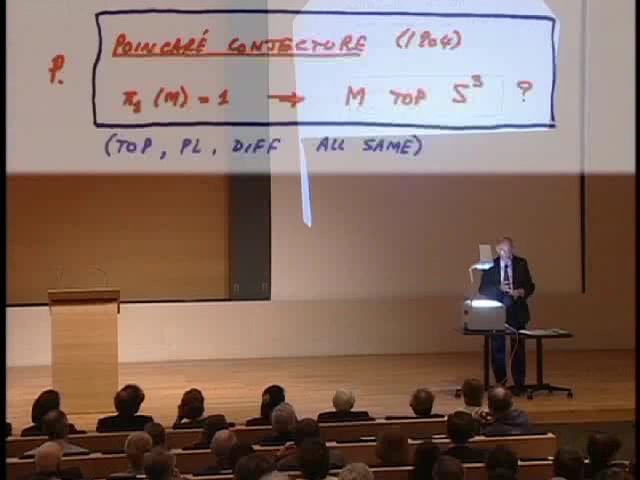 P.
POINCARÉ CONJECTURE (1904)
π₁ (M) = 1 → M TOP S³ ?
(TOP, PL, DIFF ALL SAME)